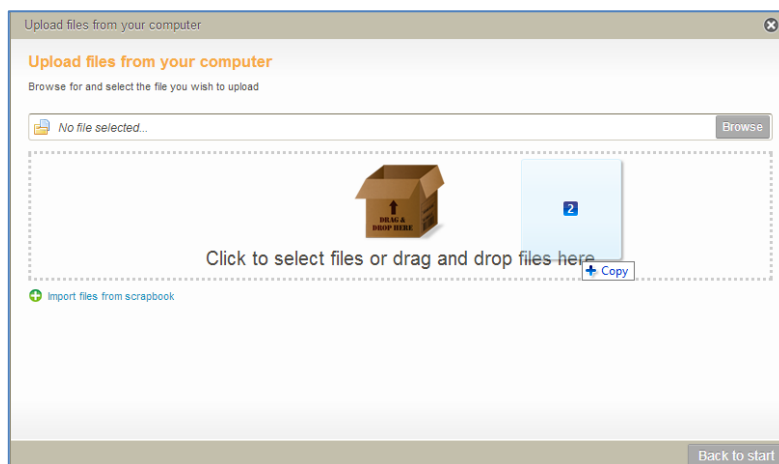 Upload files from your computer
Upload files from your computer
Browse for and select the file you wish to upload
No file selected...
Browse
DRAG &
DROP HERE
2
Click to select files or drag and drop files here
Copy
Import files from scrapbook
Back to start